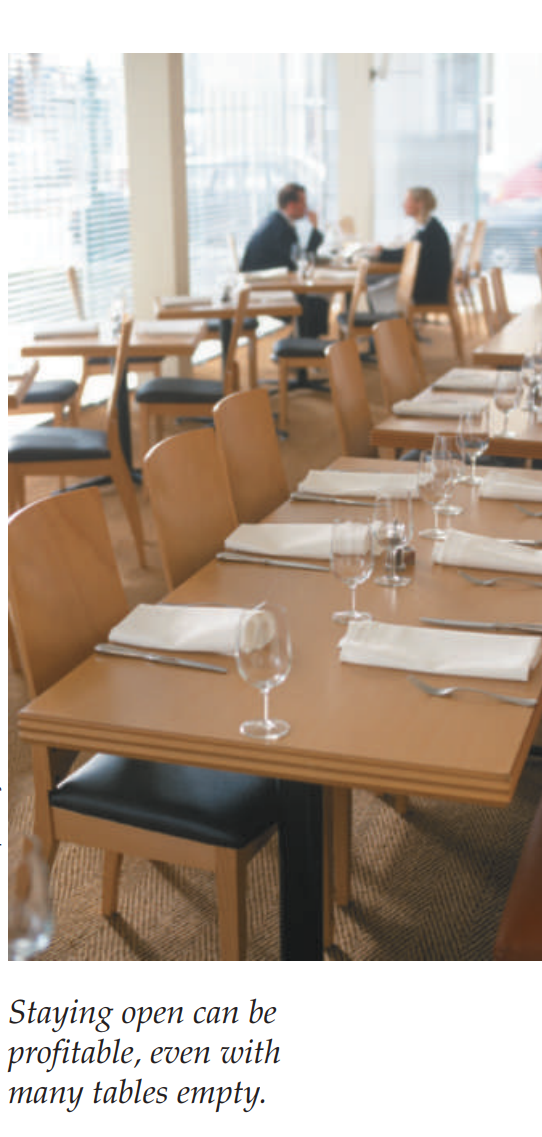 Staying open can be
profitable, even with
many tables empty.